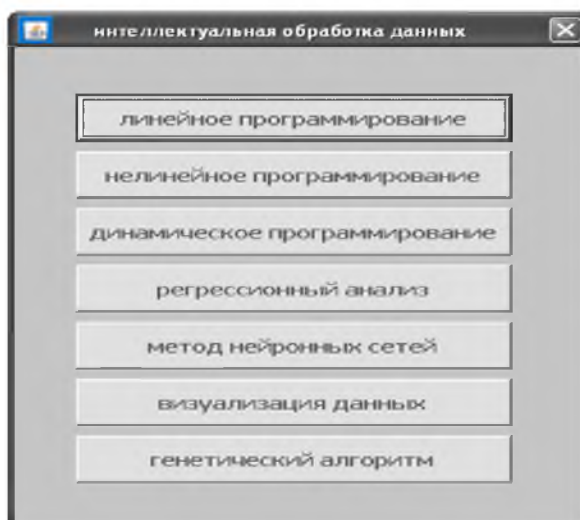 интеллектуальная обработка данных
линейное программирование
нелинейное программирование
динамическое программирование
регрессионный анализ
метод нейронных сетей
визуализация данных
генетический алгоритм